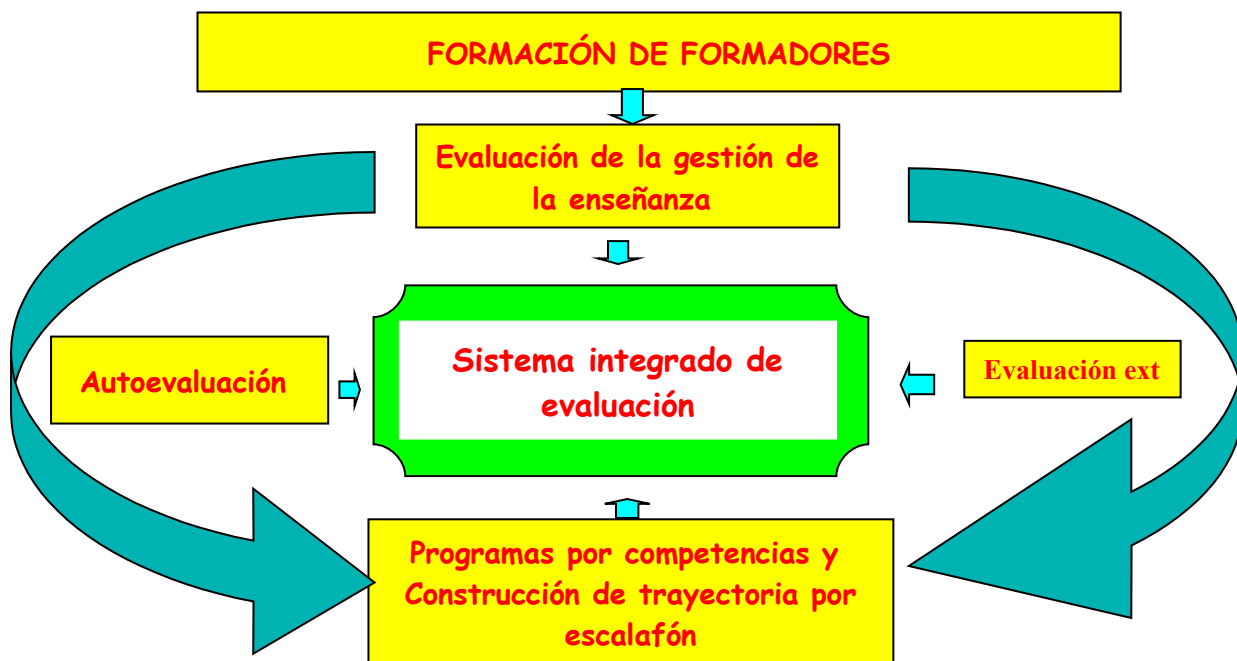 FORMACIÓN DE FORMADORES
Evaluación de la gestión de
la enseñanza
Sistema integrado de
evaluación
Autoevaluación
Evaluación ext
Programas por competencias y
Construcción de trayectoria por
escalafón